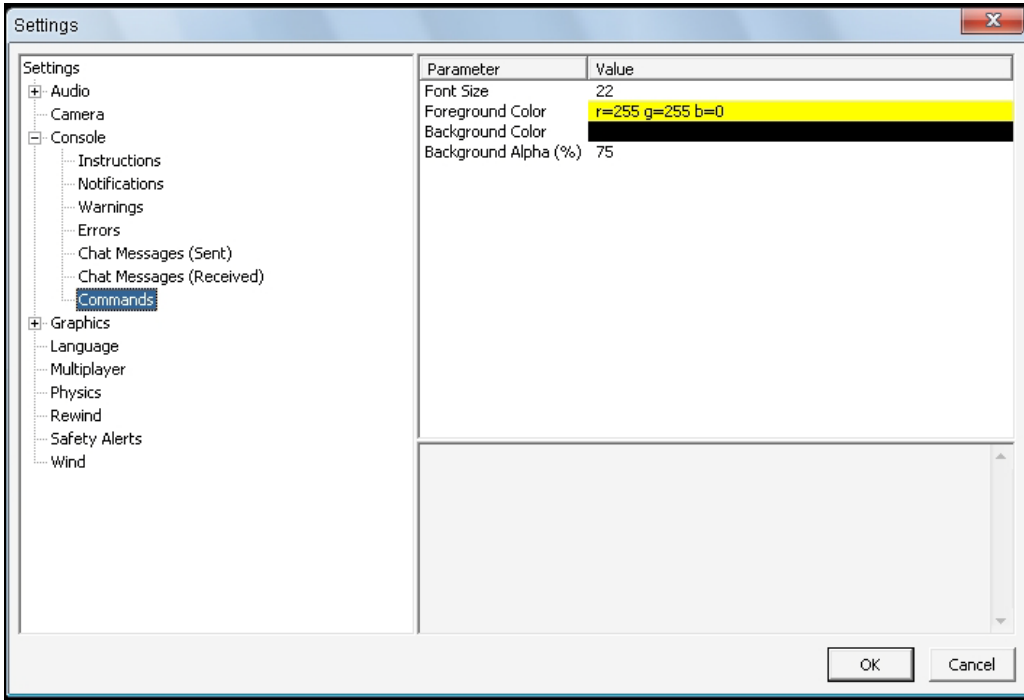 Settings
Settings
Audio
Camera
Console
Instructions
Notifications
Warnings
Errors
Chat Messages (Sent)
Chat Messages (Received)
Commands
Graphics
Language
Multiplayer
Physics
Rewind
Safety Alerts
Wind
Parameter Value
Font Size 22
Foreground Color r=255 g=255 b=0
Background Color
Background Alpha (%) 75
OK Cancel